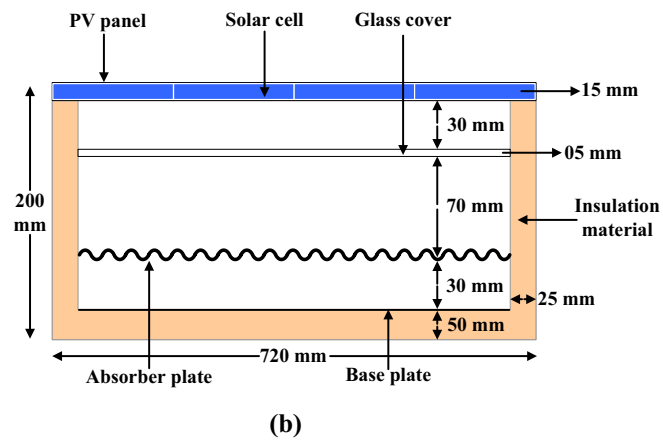 PV panel
Solar cell
Glass cover
15 mm
30 mm
05 mm
200
mm
70 mm
Insulation
material
30 mm
25 mm
50 mm
720 mm
Absorber plate
Base plate
(b)